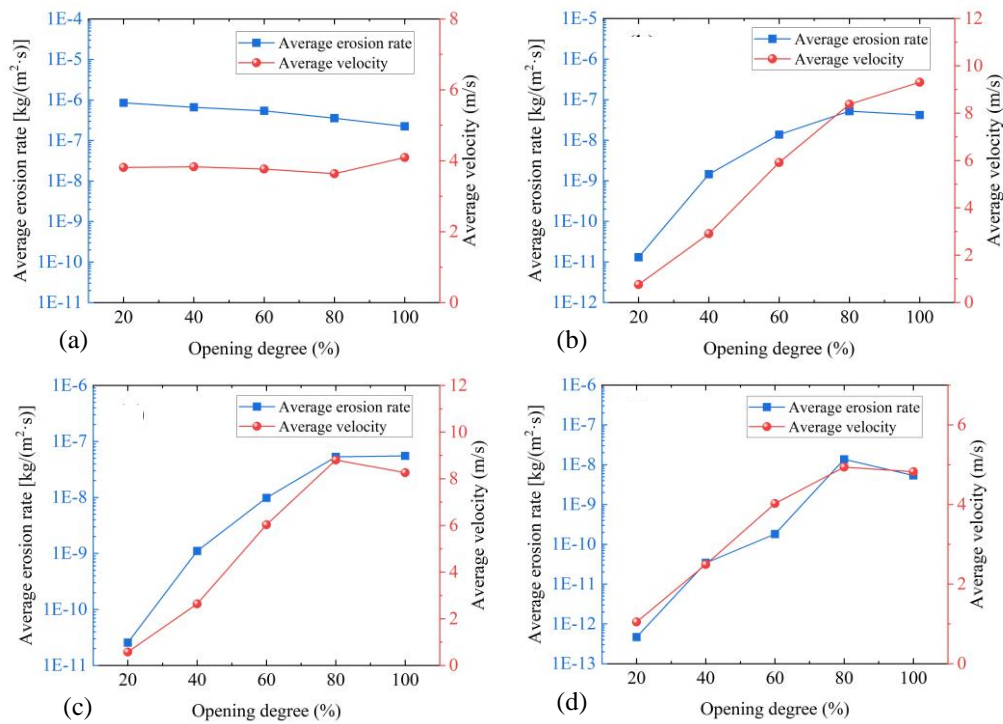 1E-4
1E-5
1E-6
1E-7
1E-8
1E-9
1E-10
1E-11
Average erosion rate [kg/(m²·s)]
Average erosion rate
Average velocity
8
6
4
2
0
Average velocity (m/s)
20 40 60 80 100
(a)
Opening degree (%)
1E-5
1E-6
1E-7
1E-8
1E-9
1E-10
1E-11
1E-12
Average erosion rate [kg/(m²·s)]
Average erosion rate
Average velocity
12
10
8
6
4
2
0
Average velocity (m/s)
20 40 60 80 100
(b)
Opening degree (%)
1E-6
1E-7
1E-8
1E-9
1E-10
1E-11
Average erosion rate [kg/(m²·s)]
Average erosion rate
Average velocity
12
10
8
6
4
2
0
Average velocity (m/s)
20 40 60 80 100
(c)
Opening degree (%)
1E-6
1E-7
1E-8
1E-9
1E-10
1E-11
1E-12
1E-13
Average erosion rate [kg/(m²·s)]
Average erosion rate
Average velocity
6
4
2
0
Average velocity (m/s)
20 40 60 80 100
(d)
Opening degree (%)